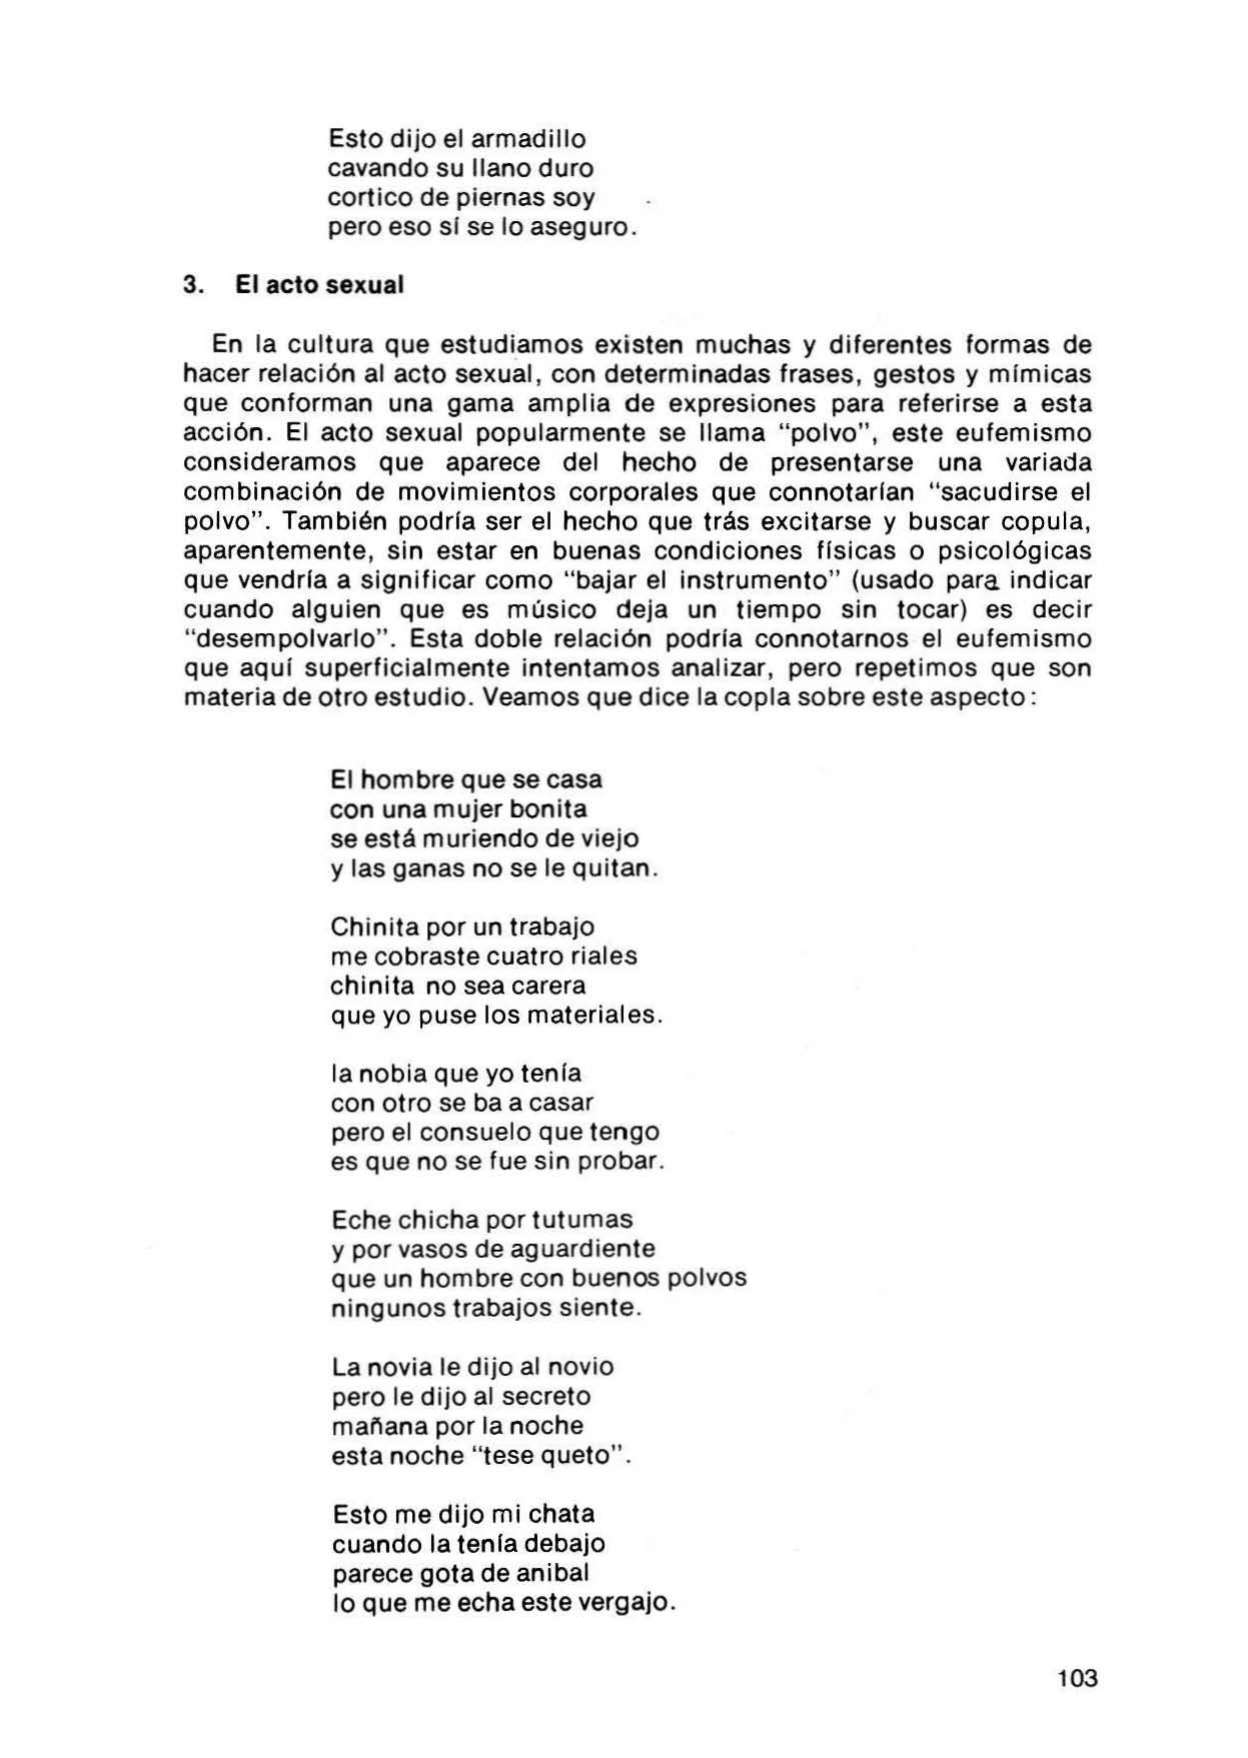 Esto dijo el armadillo
cavando su llano duro
cortico de piernas soy
pero eso sí se lo aseguro.
3. El acto sexual
En la cultura que estudiamos existen muchas y diferentes formas de
hacer relación al acto sexual, con determinadas frases, gestos y mímicas
que conforman una gama amplia de expresiones para referirse a esta
acción. El acto sexual popularmente se llama “polvo”, este eufemismo
consideramos que aparece del hecho de presentarse una variada
combinación de movimientos corporales que connotarían “sacudirse el
polvo”. También podría ser el hecho que trás excitarse y buscar copula,
aparentemente, sin estar en buenas condiciones físicas o psicológicas
que vendría a significar como “bajar el instrumento” (usado para indicar
cuando alguien que es músico deja un tiempo sin tocar) es decir
“desempolvarlo”. Esta doble relación podría connotarnos el eufemismo
que aquí superficialmente intentamos analizar, pero repetimos que son
materia de otro estudio. Veamos que dice la copla sobre este aspecto:
El hombre que se casa
con una mujer bonita
se está muriendo de viejo
y las ganas no se le quitan.
Chinita por un trabajo
me cobraste cuatro riales
chinita no sea carera
que yo puse los materiales.
la nobia que yo tenía
con otro se ba a casar
pero el consuelo que tengo
es que no se fue sin probar.
Eche chicha por tutumas
y por vasos de aguardiente
que un hombre con buenos polvos
ningunos trabajos siente.
La novia le dijo al novio
pero le dijo al secreto
mañana por la noche
esta noche “tese queto”.
Esto me dijo mi chata
cuando la tenía debajo
parece gota de anibal
lo que me echa este vergajo.
103